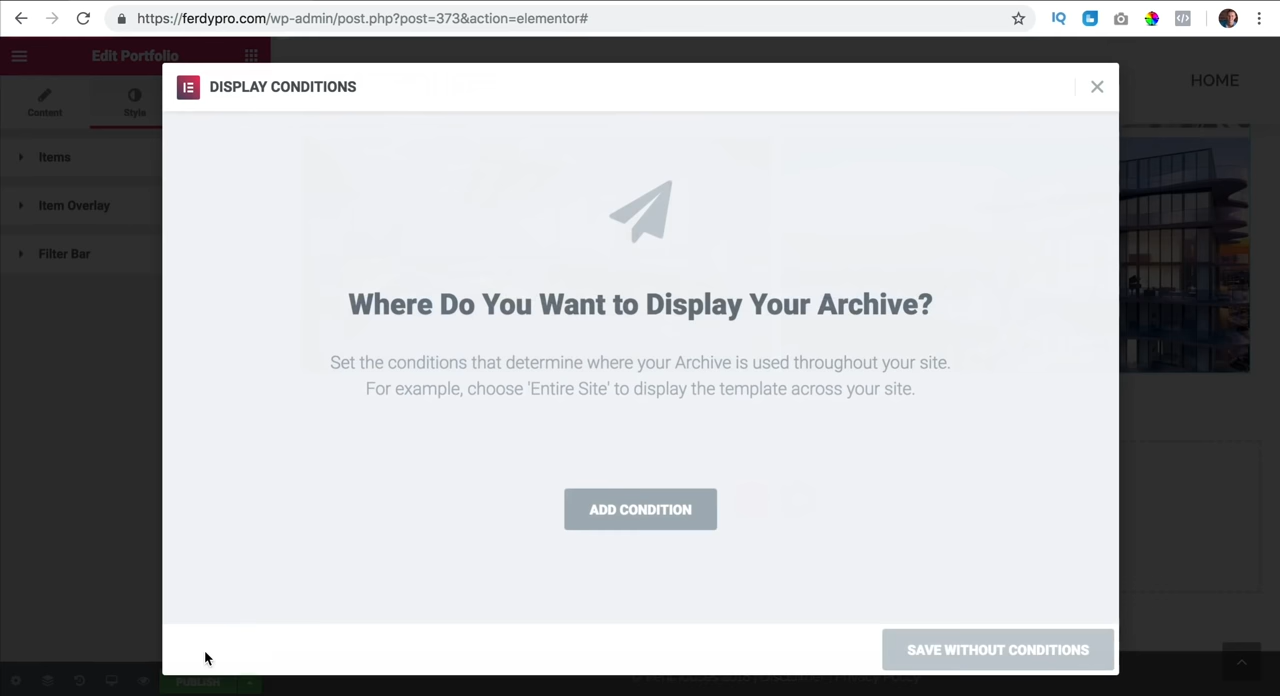 https://ferdypro.com/wp-admin/post.php?post=373&action=elementor#
IQ
Edit Portfolio
HOME
Content
Style
DISPLAY CONDITIONS
Items
Item Overlay
Filter Bar
Where Do You Want to Display Your Archive?
Set the conditions that determine where your Archive is used throughout your site.
For example, choose 'Entire Site' to display the template across your site.
ADD CONDITION
SAVE WITHOUT CONDITIONS
PUBLISH